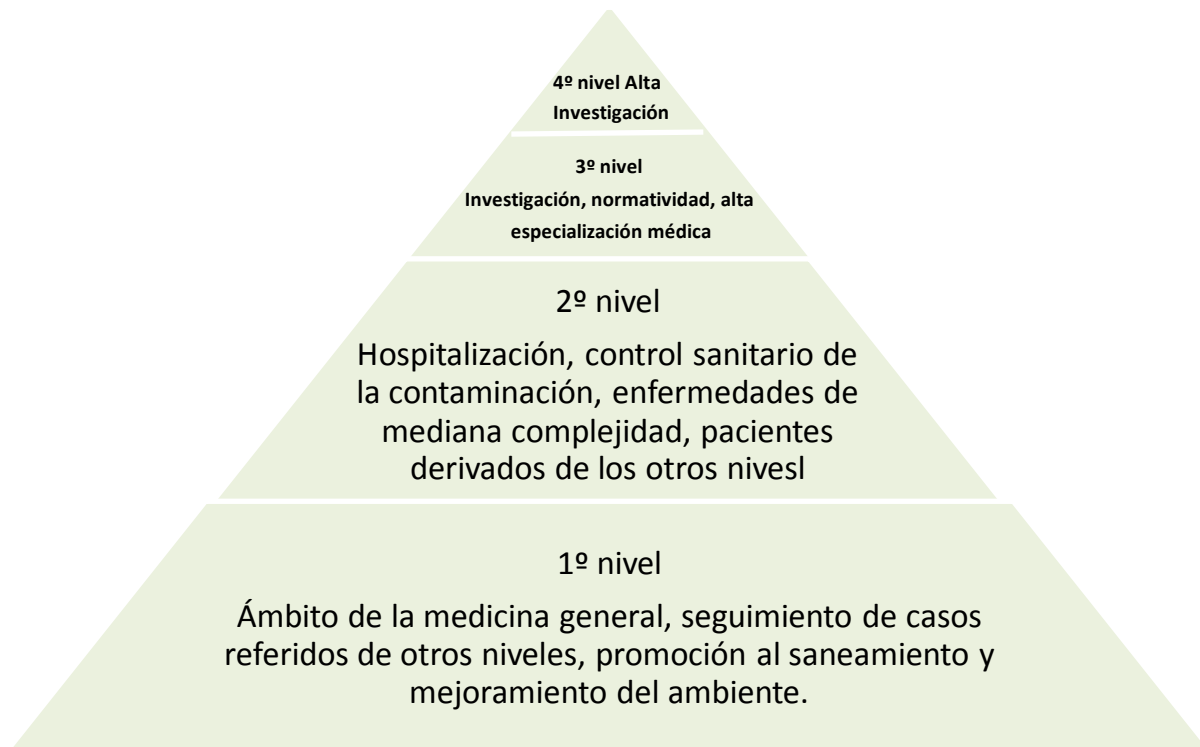 4º nivel Alta
Investigación
3º nivel
Investigación, normatividad, alta
especialización médica
2º nivel
Hospitalización, control sanitario de
la contaminación, enfermedades de
mediana complejidad, pacientes
derivados de los otros nivesl
1º nivel
Ámbito de la medicina general, seguimiento de casos
referidos de otros niveles, promoción al saneamiento y
mejoramiento del ambiente.